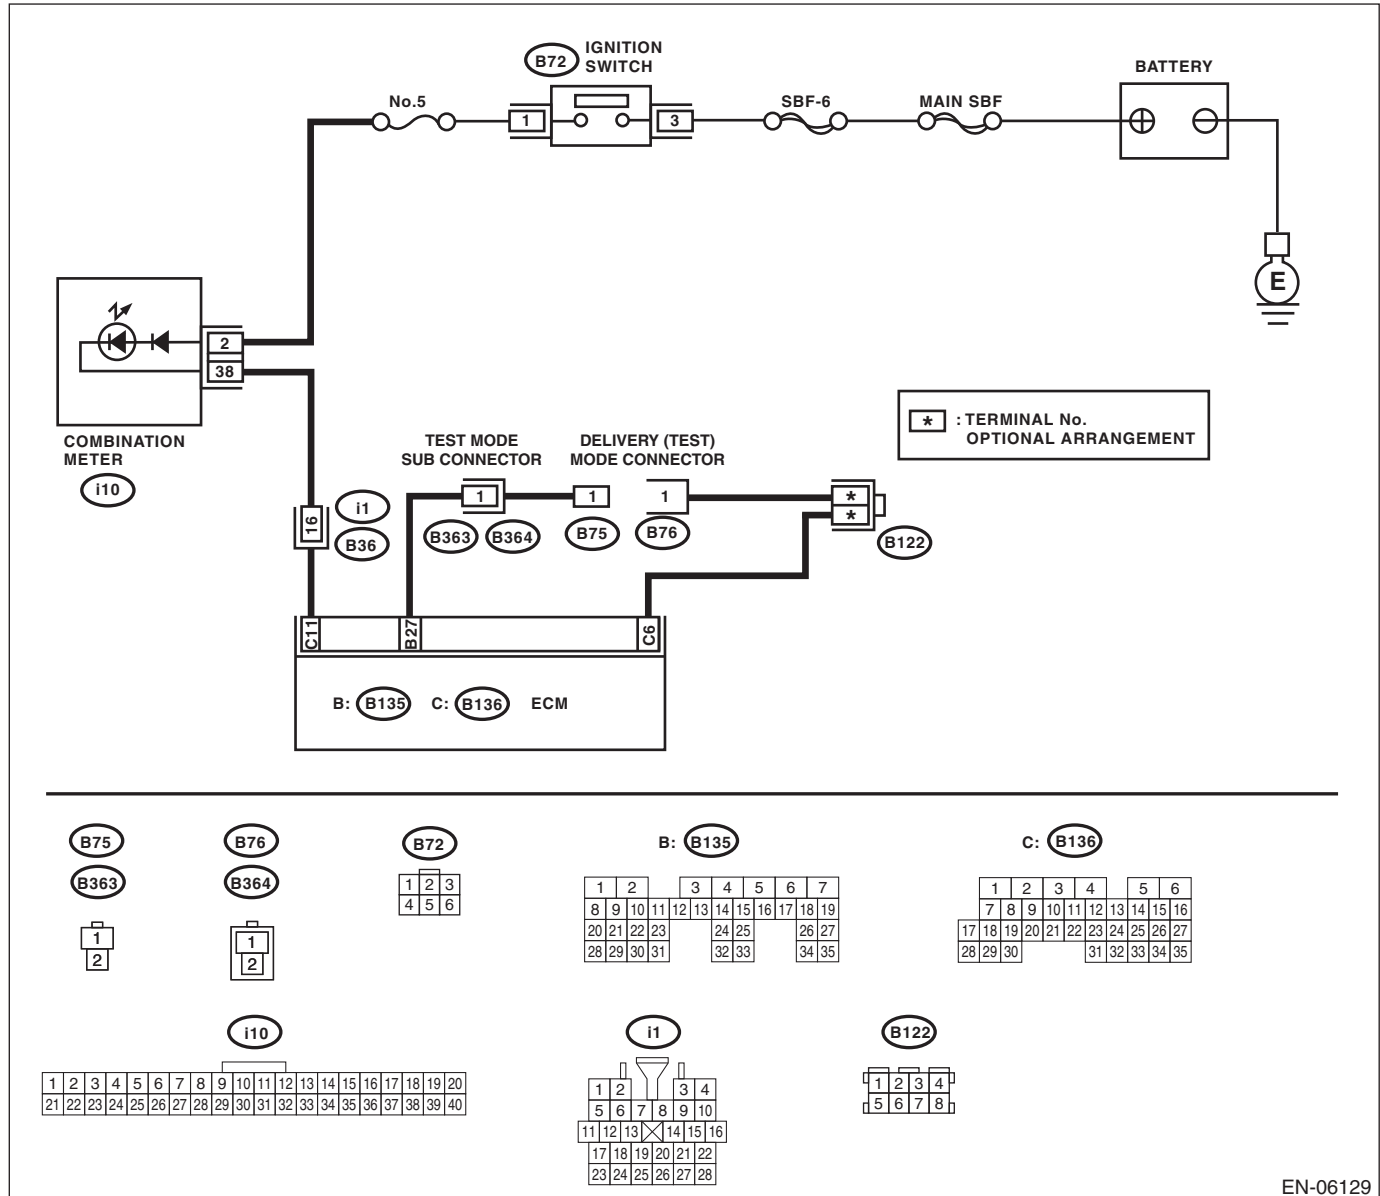 B72 IGNITION
SWITCH
BATTERY
No.5
1
3
SBF-6
MAIN SBF
E
2
38
COMBINATION
METER
i10
* : TERMINAL No.
OPTIONAL ARRANGEMENT
TEST MODE
SUB CONNECTOR
DELIVERY (TEST)
MODE CONNECTOR
16
i1
B36
1
1
1
*
*
B363 B364 B75 B76 B122
C11 B27 C6
B: B135 C: B136 ECM
B75 B76 B72 B: B135 C: B136
B363 B364
1
2
1
2
1 2 3
4 5 6
1 2 3 4 5 6 7
8 9 10 11 12 13 14 15 16 17 18 19
20 21 22 23 24 25 26 27
28 29 30 31 32 33 34 35
1 2 3 4 5 6
7 8 9 10 11 12 13 14 15 16
17 18 19 20 21 22 23 24 25 26 27
28 29 30 31 32 33 34 35
i10 i1 B122
1 2 3 4 5 6 7 8 9 10 11 12 13 14 15 16 17 18 19 20
21 22 23 24 25 26 27 28 29 30 31 32 33 34 35 36 37 38 39 40
1 2 3 4
5 6 7 8 9 10
11 12 13 14 15 16
17 18 19 20 21 22
23 24 25 26 27 28
1 2 3 4
5 6 7 8
EN-06129